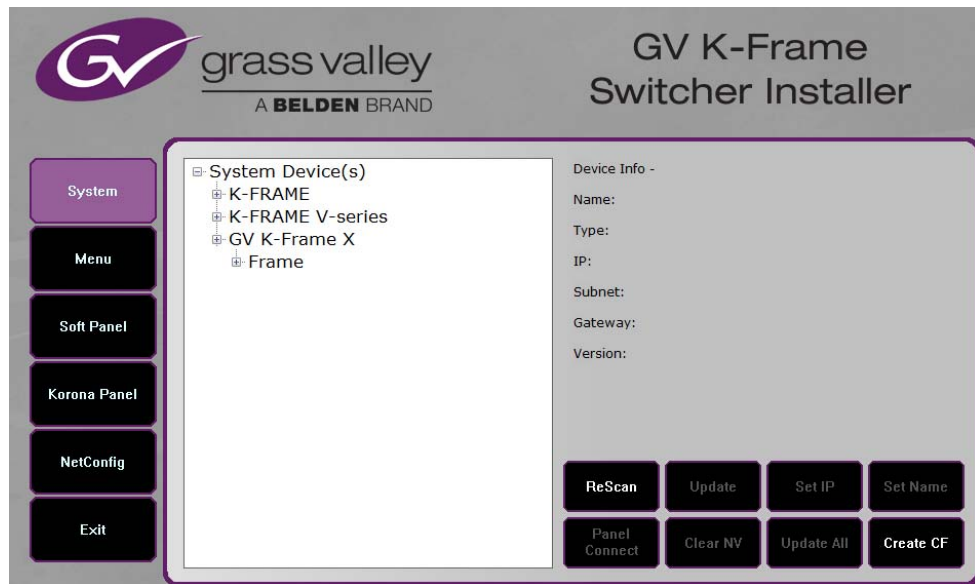 GV
grass valley
A BELDEN BRAND
GV K-Frame
Switcher Installer
System
Menu
Soft Panel
Korona Panel
NetConfig
Exit
System Device(s)
K-FRAME
K-FRAME V-series
GV K-Frame X
Frame
Device Info -
Name:
Type:
IP:
Subnet:
Gateway:
Version:
ReScan
Update
Set IP
Set Name
Panel
Connect
Clear NV
Update All
Create CF